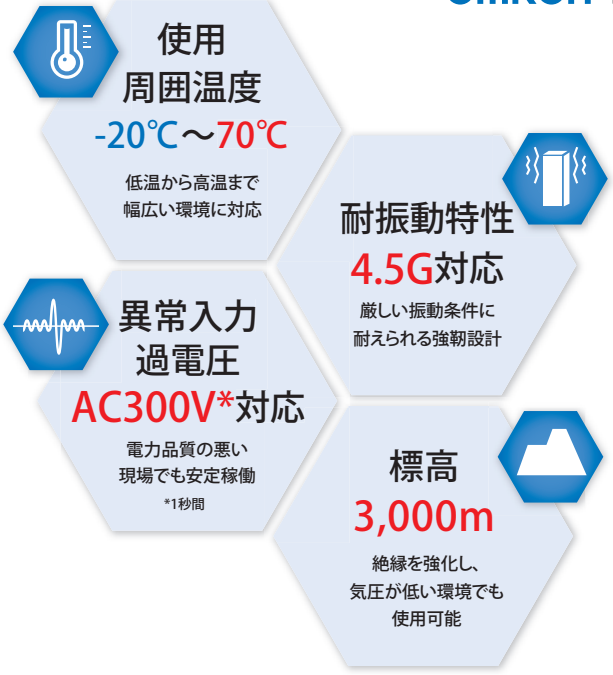 使用
周囲温度
-20℃～70℃
低温から高温まで
幅広い環境に対応
耐振動特性
4.5G対応
厳しい振動条件に
耐えられる強靭設計
異常入力
過電圧
AC300V*対応
電力品質の悪い
現場でも安定稼働
*1秒間
標高
3,000m
絶縁を強化し、
気圧が低い環境でも
使用可能